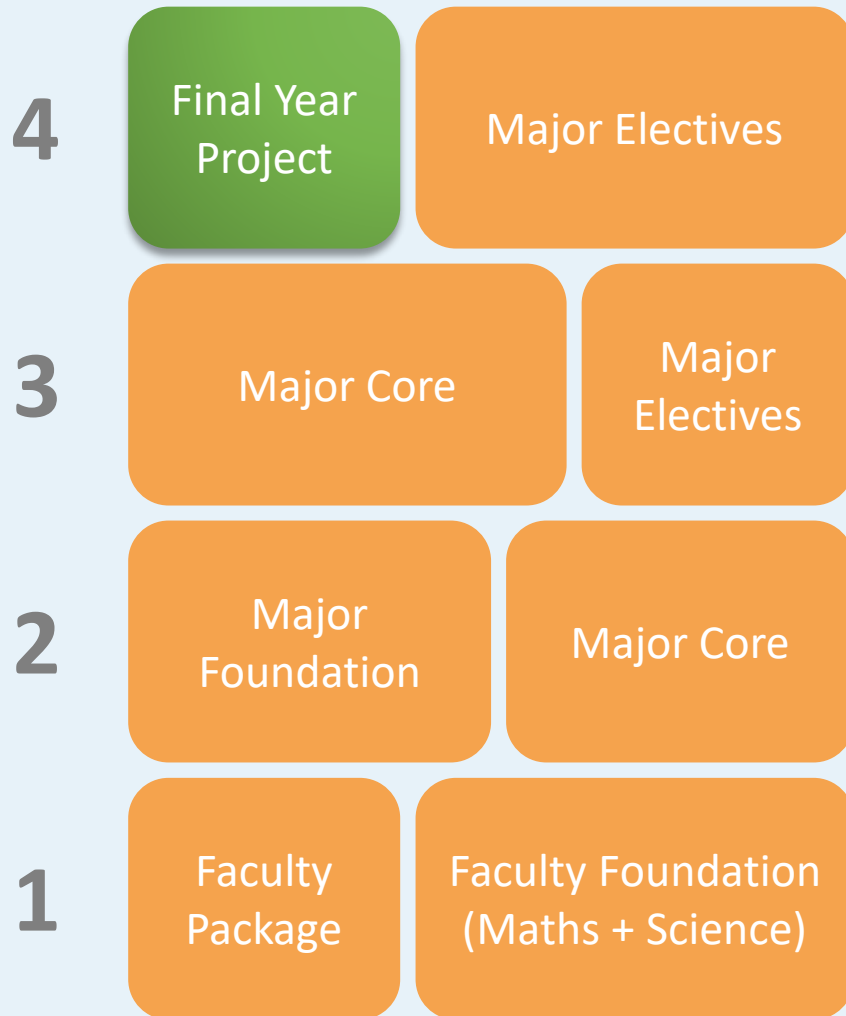 4
Final Year
Project
Major Electives
3
Major Core
Major
Electives
2
Major
Foundation
Major Core
1
Faculty
Package
Faculty Foundation
(Maths + Science)